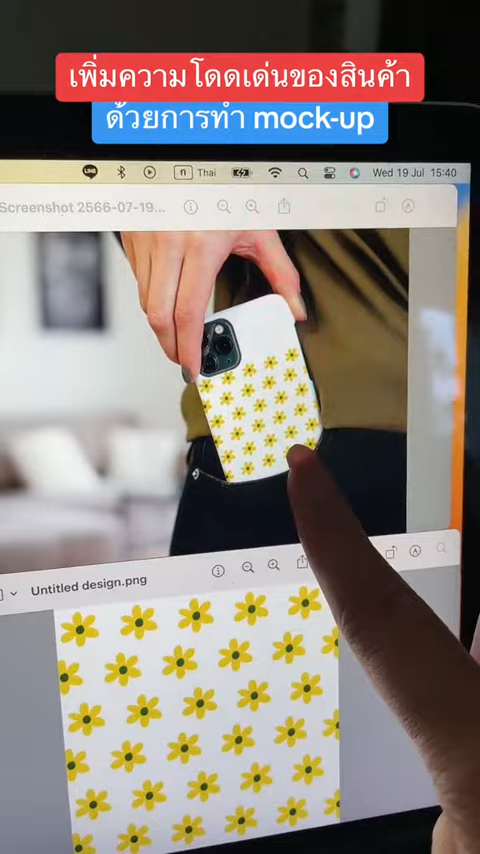 เพิ่มความโดดเด่นของสินค้า
ด้วยการทำ mock-up
LINE ก Thai Wed 19 Jul 15:40
Screenshot 2566-07-19...
Untitled design.png